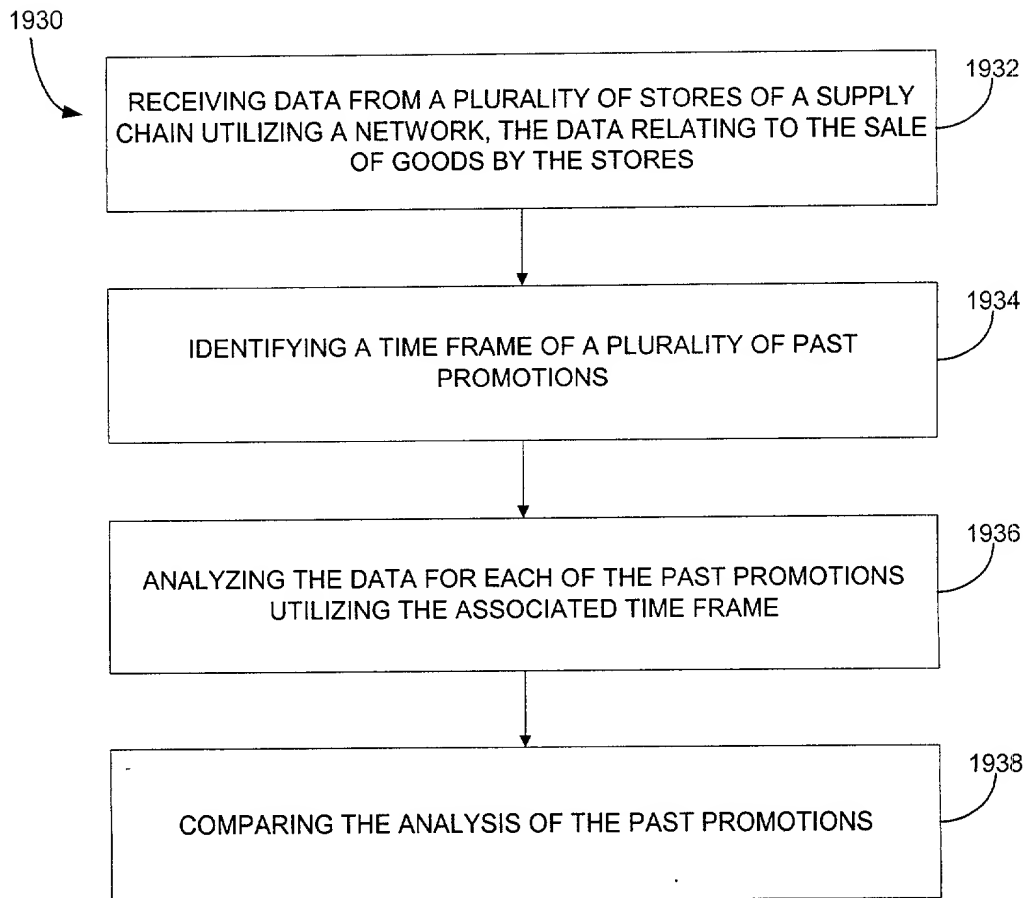 1930
1932
RECEIVING DATA FROM A PLURALITY OF STORES OF A SUPPLY
CHAIN UTILIZING A NETWORK, THE DATA RELATING TO THE SALE
OF GOODS BY THE STORES
1934
IDENTIFYING A TIME FRAME OF A PLURALITY OF PAST
PROMOTIONS
1936
ANALYZING THE DATA FOR EACH OF THE PAST PROMOTIONS
UTILIZING THE ASSOCIATED TIME FRAME
1938
COMPARING THE ANALYSIS OF THE PAST PROMOTIONS